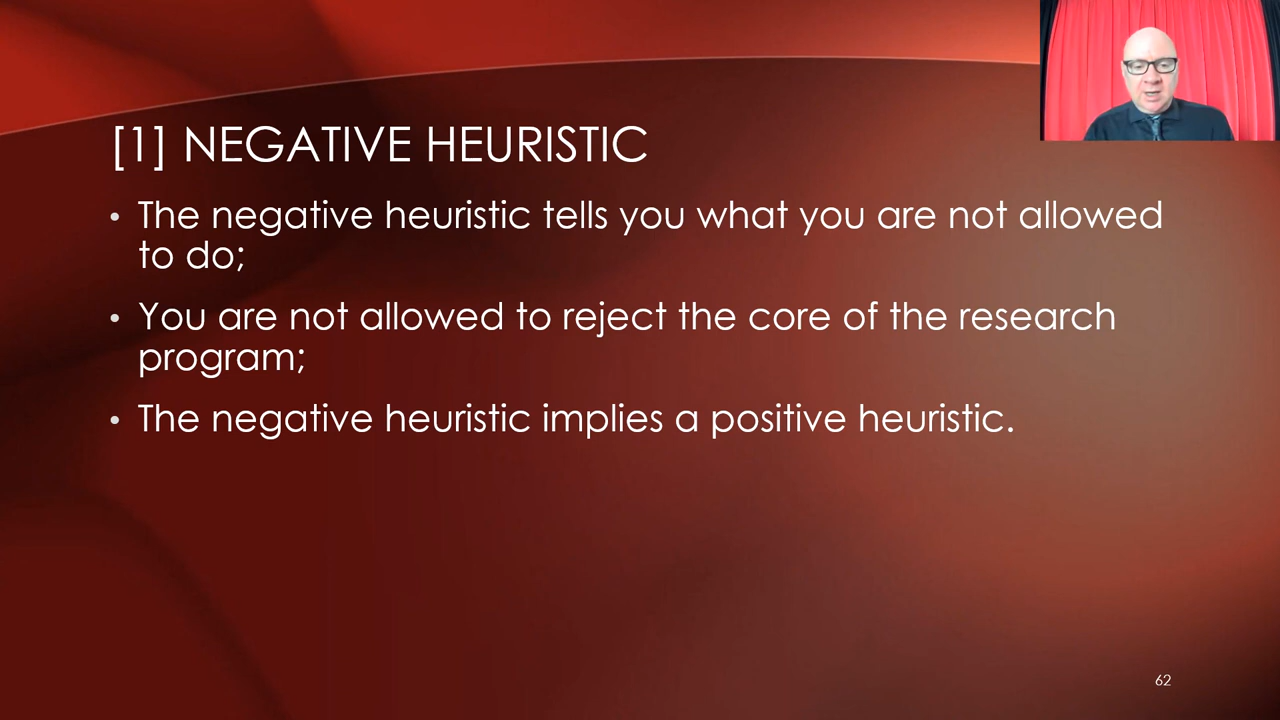 [1] NEGATIVE HEURISTIC
• The negative heuristic tells you what you are not allowed
to do;
• You are not allowed to reject the core of the research
program;
• The negative heuristic implies a positive heuristic.
62